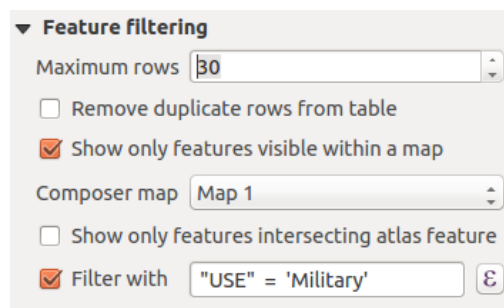 Feature filtering
Maximum rows 30
Remove duplicate rows from table
Show only features visible within a map
Composer map Map 1
Show only features intersecting atlas feature
Filter with "USE" = 'Military' ε